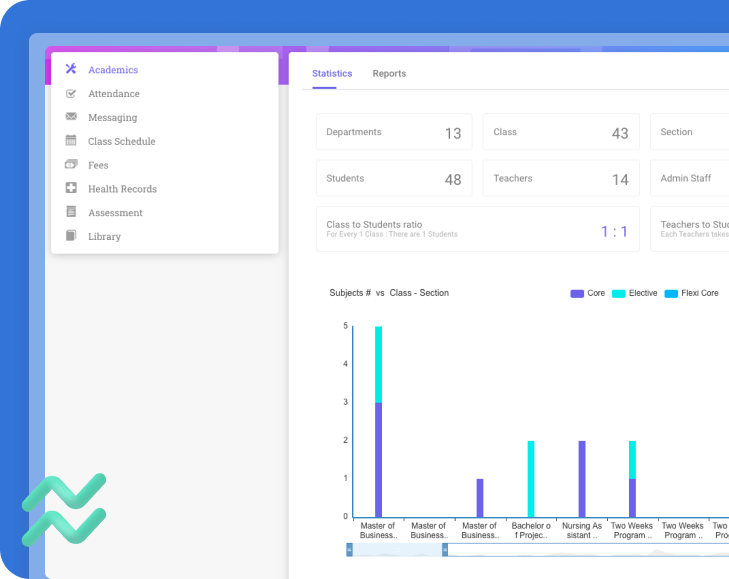 Academics
Attendance
Messaging
Class Schedule
Fees
Health Records
Assessment
Library
Statistics Reports
Departments 13 Class 43 Section
Students 48 Teachers 14 Admin Staff
Class to Students ratio
For Every 1 Class : There are 1 Students
1 : 1
Teachers to Stu
Each Teachers takes
Subjects # vs Class - Section
Core Elective Flexi Core
5
4
3
2
1
0
Master of
Business..
Master of
Business..
Master of
Business..
Bachelor o
f Projec..
Nursing As
sistant ..
Two Weeks
Program ..
Two Weeks
Program ..
Two
Pro